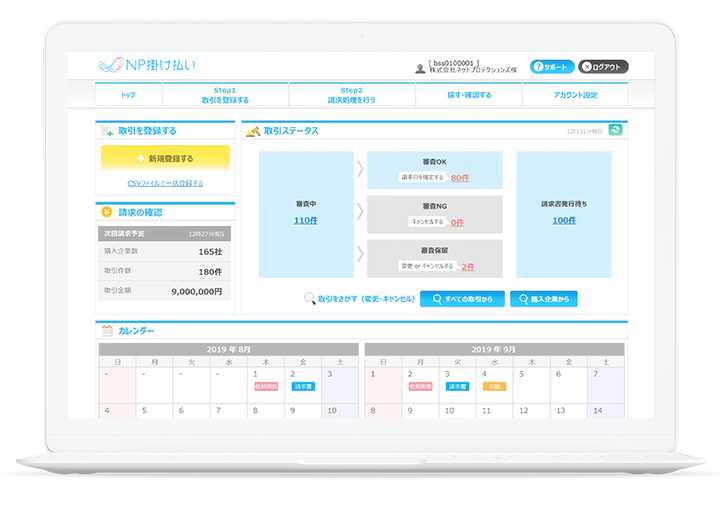 NP掛け払い
[ bss0100001 ]
株式会社ネットプロテクションズ様
?サポート
×ログアウト
トップ
Step1
取引を登録する
Step2
請求処理を行う
探す・確認する
アカウント設定
取引を登録する
新規登録する
CSVファイルで一括登録する
請求の確認
次回請求予定 12時27分現在
購入企業数 165社
取引件数 180件
取引金額 9,000,000円
取引ステータス
12時31分現在
審査中
110件
審査OK
請求日を確定する 80件
審査NG
キャンセルする 0件
審査保留
変更 or キャンセルする 2件
請求書発行待ち
100件
取引をさがす（変更・キャンセル）
すべての取引から
購入企業から
カレンダー
2019 年 8月
日 月 火 水 木 金 土
- - - - 1 2 3
請求書
4 5 6 7 8 9 10
2019 年 9月
日 月 火 水 木 金 土
1 2 3 4 5 6 7
請求書
8 9 10 11 12 13 14